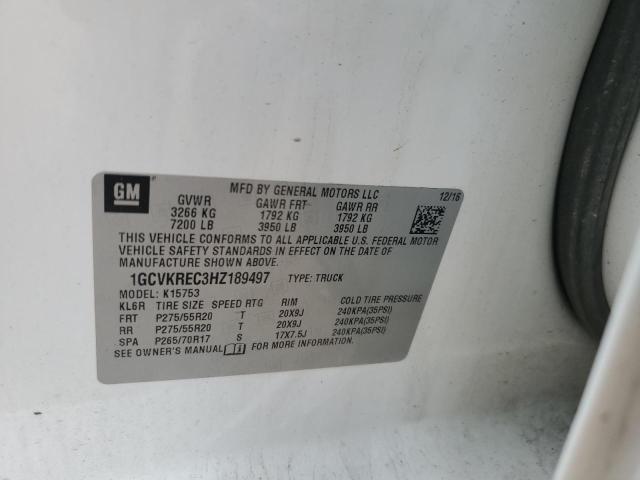 GM
MFD BY GENERAL MOTORS LLC 12/16
GVWR GAWR FRT GAWR RR
3266 KG 1792 KG 1792 KG
7200 LB 3950 LB 3950 LB
THIS VEHICLE CONFORMS TO ALL APPLICABLE U.S. FEDERAL MOTOR
VEHICLE SAFETY STANDARDS IN EFFECT ON THE DATE OF
MANUFACTURE SHOWN ABOVE.
1GCVKREC3HZ189497 TYPE: TRUCK
MODEL: K15753
KL6R TIRE SIZE SPEED RTG RIM COLD TIRE PRESSURE
FRT P275/55R20 T 20X9J 240KPA(35PSI)
RR P275/55R20 T 20X9J 240KPA(35PSI)
SPA P265/70R17 S 17X7.5J 240KPA(35PSI)
SEE OWNER'S MANUAL FOR MORE INFORMATION